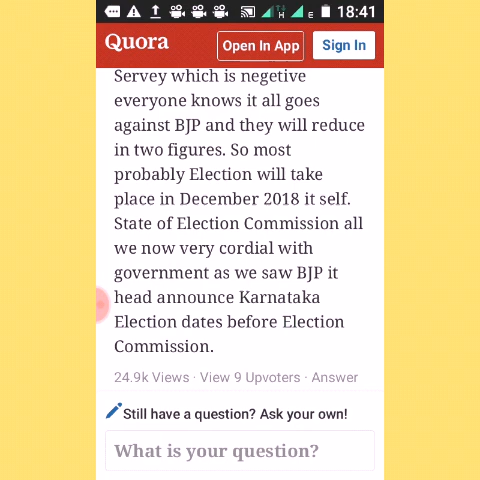 18:41
Quora
Open In App
Sign In
Servey which is negetive
everyone knows it all goes
against BJP and they will reduce
in two figures. So most
probably Election will take
place in December 2018 it self.
State of Election Commission all
we now very cordial with
government as we saw BJP it
head announce Karnataka
Election dates before Election
Commission.
24.9k Views · View 9 Upvoters · Answer
Still have a question? Ask your own!
What is your question?